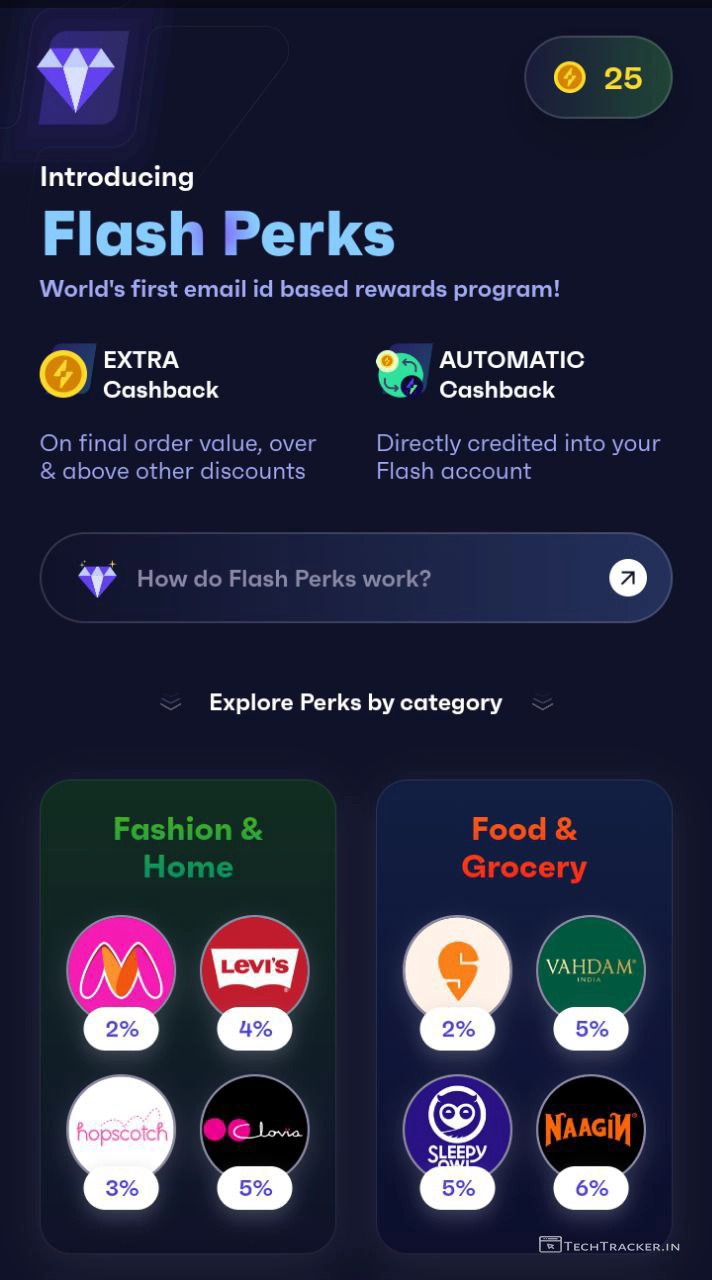 25
Introducing
Flash Perks
World's first email id based rewards program!
EXTRA
Cashback
AUTOMATIC
Cashback
On final order value, over
& above other discounts
Directly credited into your
Flash account
How do Flash Perks work?
Explore Perks by category
Fashion &
Home
LEVI'S
2%
4%
hopscotch
Clovia
3%
5%
Food &
Grocery
VAHDAM®
INDIA
2%
5%
SLEEPY
OWL
NAAGIN
5%
6%
TECHTRACKER.IN